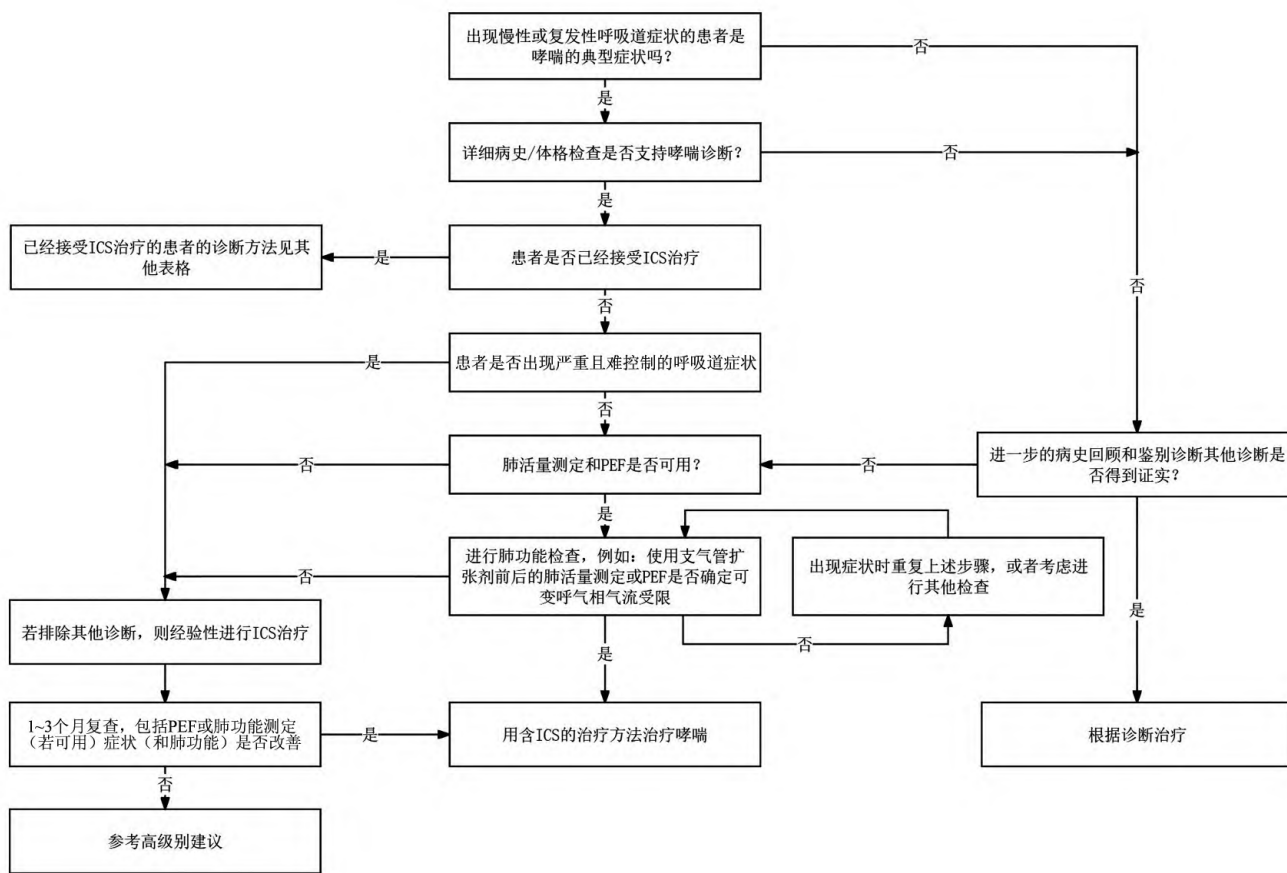 出现慢性或复发性呼吸道症状的患者是
哮喘的典型症状吗？
否
是
详细病史/体格检查是否支持哮喘诊断？
否
是
已经接受ICS治疗的患者的诊断方法见其
他表格
是
患者是否已经接受ICS治疗
否
否
是
患者是否出现严重且难控制的呼吸道症状
否
否
肺活量测定和PEF是否可用？
否
进一步的病史回顾和鉴别诊断其他诊断是
否得到证实？
是
否
进行肺功能检查，例如：使用支气管扩
张剂前后的肺活量测定或PEF是否确定可
变呼气相气流受限
出现症状时重复上述步骤，或者考虑进
行其他检查
是
若排除其他诊断，则经验性进行ICS治疗
否
是
1~3个月复查，包括PEF或肺功能测定
（若可用）症状（和肺功能）是否改善
是
用含ICS的治疗方法治疗哮喘
根据诊断治疗
否
参考高级别建议